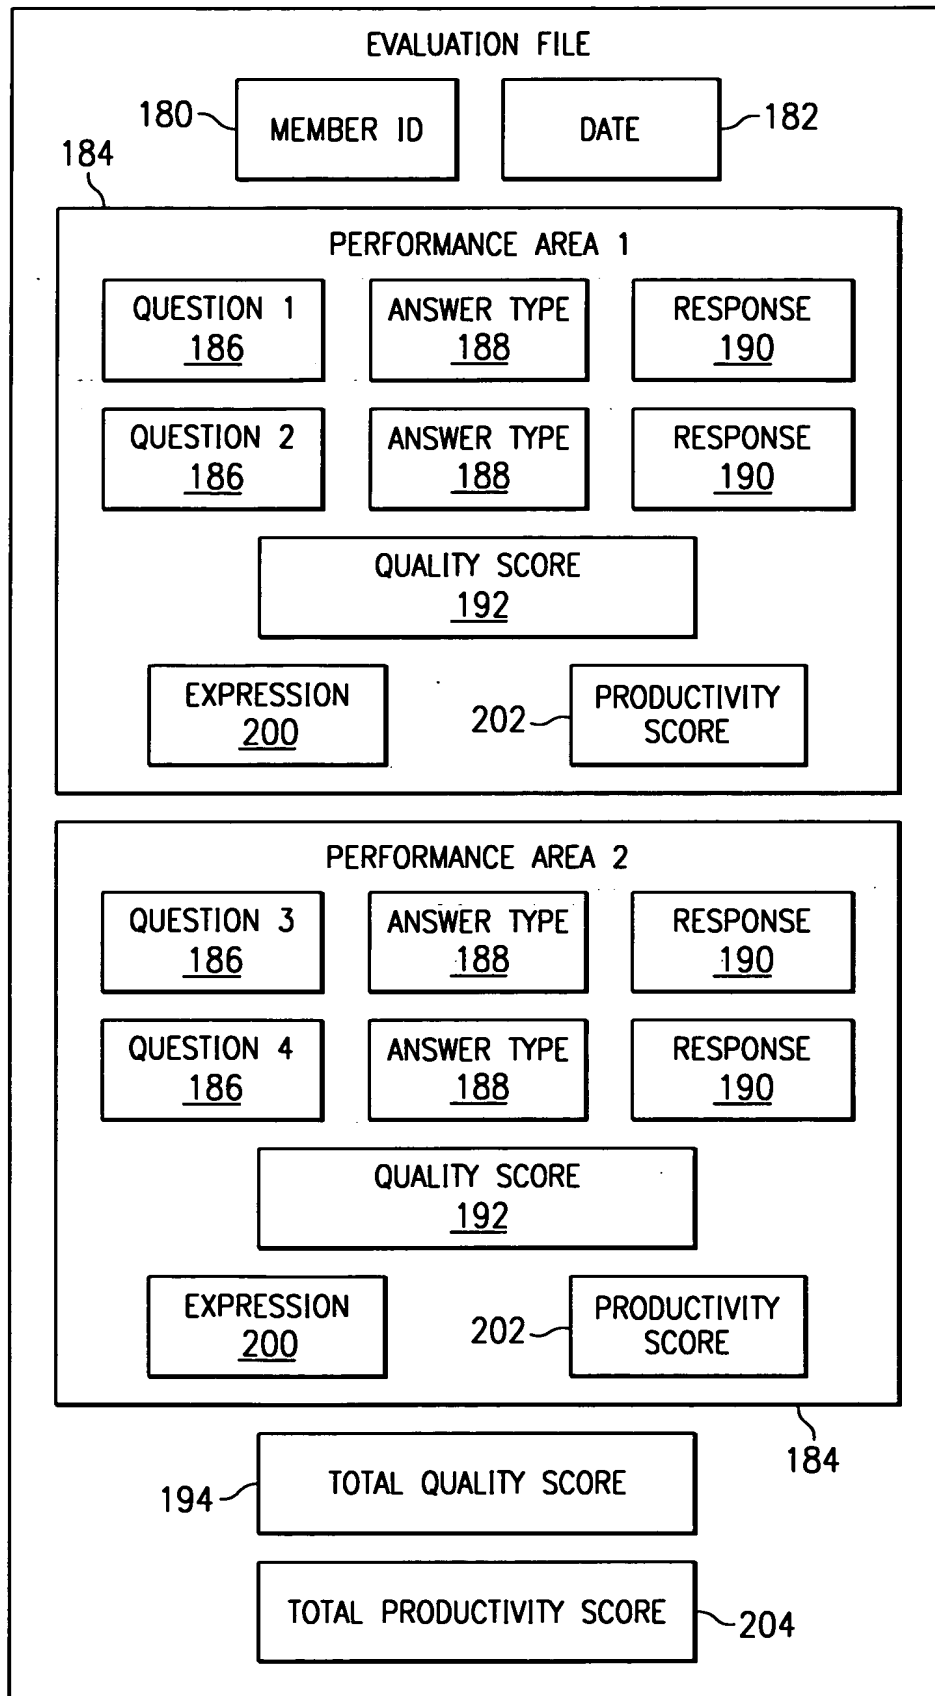 EVALUATION FILE
180 MEMBER ID DATE 182
184
PERFORMANCE AREA 1
QUESTION 1 ANSWER TYPE RESPONSE
186 188 190
QUESTION 2 ANSWER TYPE RESPONSE
186 188 190
QUALITY SCORE
192
EXPRESSION
200
202 PRODUCTIVITY
SCORE
PERFORMANCE AREA 2
QUESTION 3 ANSWER TYPE RESPONSE
186 188 190
QUESTION 4 ANSWER TYPE RESPONSE
186 188 190
QUALITY SCORE
192
EXPRESSION
200
202 PRODUCTIVITY
SCORE
184
194 TOTAL QUALITY SCORE
TOTAL PRODUCTIVITY SCORE 204